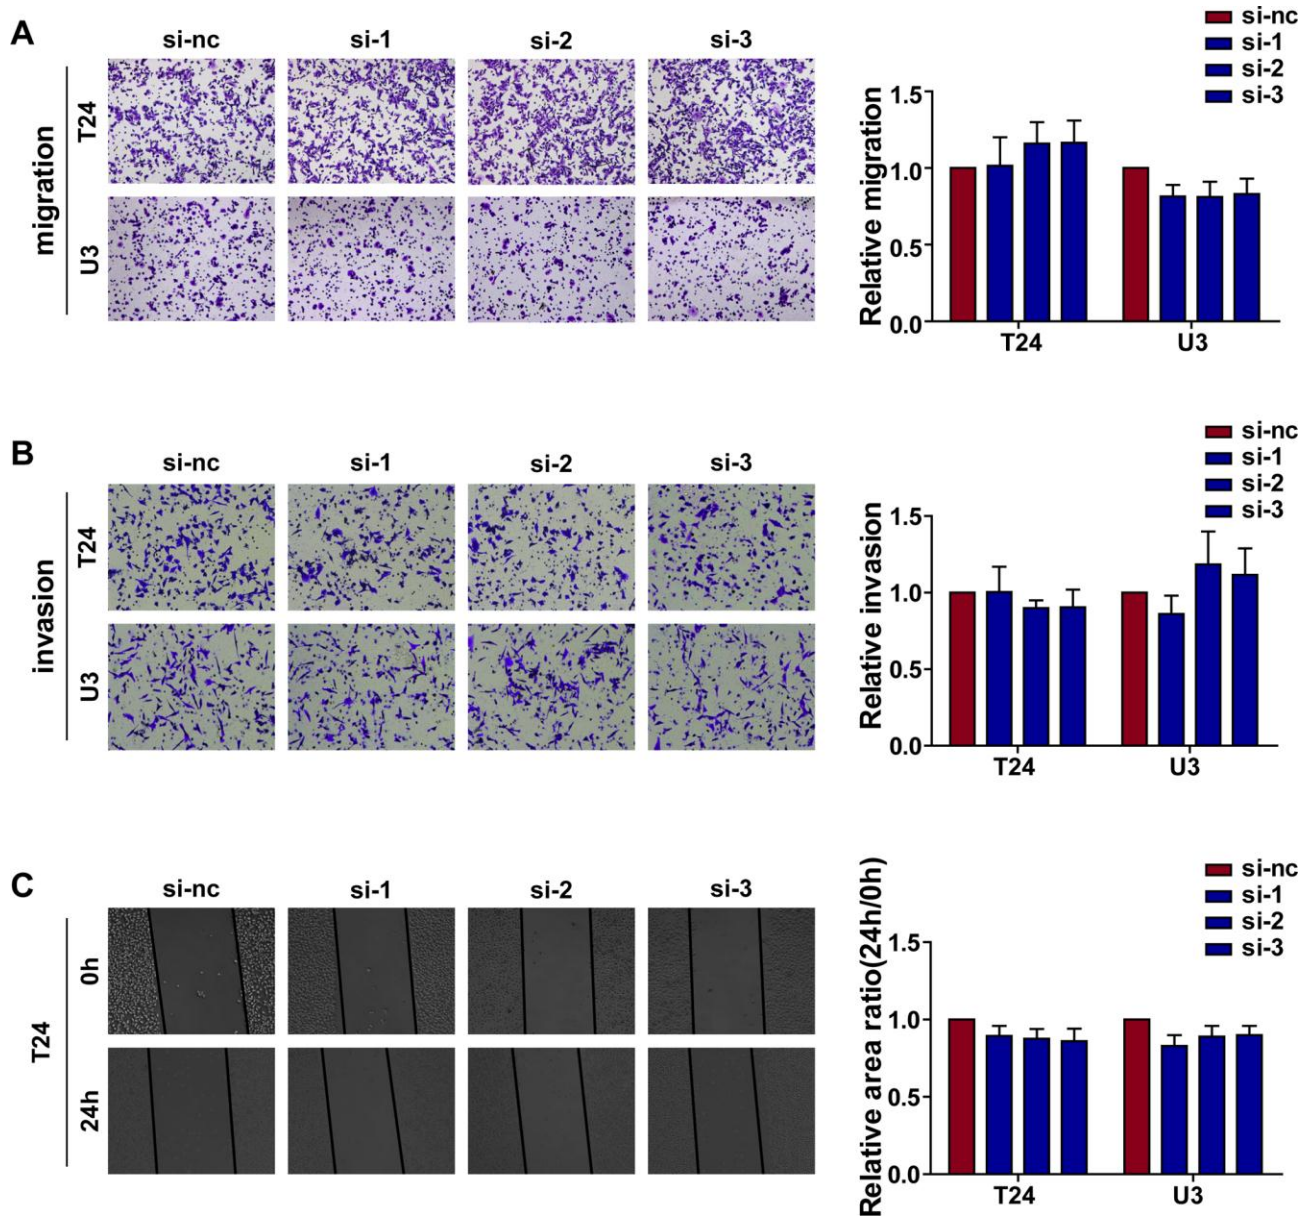 A
si-nc si-1 si-2 si-3
migration
T24
U3
si-nc
si-1
si-2
si-3
Relative migration
1.5
1.0
0.5
0.0
T24 U3
B
si-nc si-1 si-2 si-3
invasion
T24
U3
si-nc
si-1
si-2
si-3
Relative invasion
1.5
1.0
0.5
0.0
T24 U3
C
si-nc si-1 si-2 si-3
T24
0h
24h
si-nc
si-1
si-2
si-3
Relative area ratio(24h/0h)
1.5
1.0
0.5
0.0
T24 U3